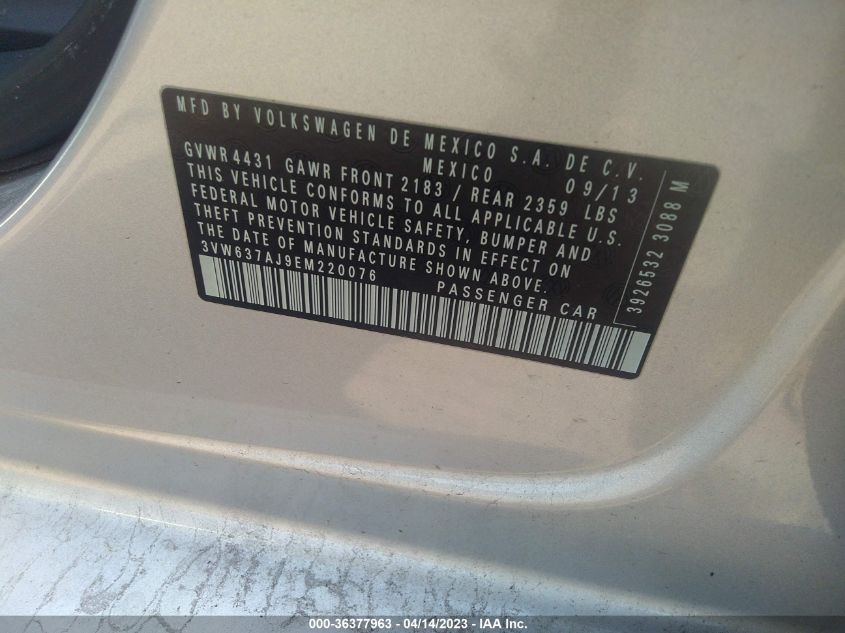 MFD BY VOLKSWAGEN DE MEXICO S.A. DE C.V.
MEXICO 09/13
GVWR4431 GAWR FRONT 2183 / REAR 2359 LBS
THIS VEHICLE CONFORMS TO ALL APPLICABLE U.S.
FEDERAL MOTOR VEHICLE SAFETY, BUMPER AND
THEFT PREVENTION STANDARDS IN EFFECT ON
THE DATE OF MANUFACTURE SHOWN ABOVE.
3VW637AJ9EM220076 PASSENGER CAR
3926532 3088 M
000-36377963 - 04/14/2023 - IAA Inc.